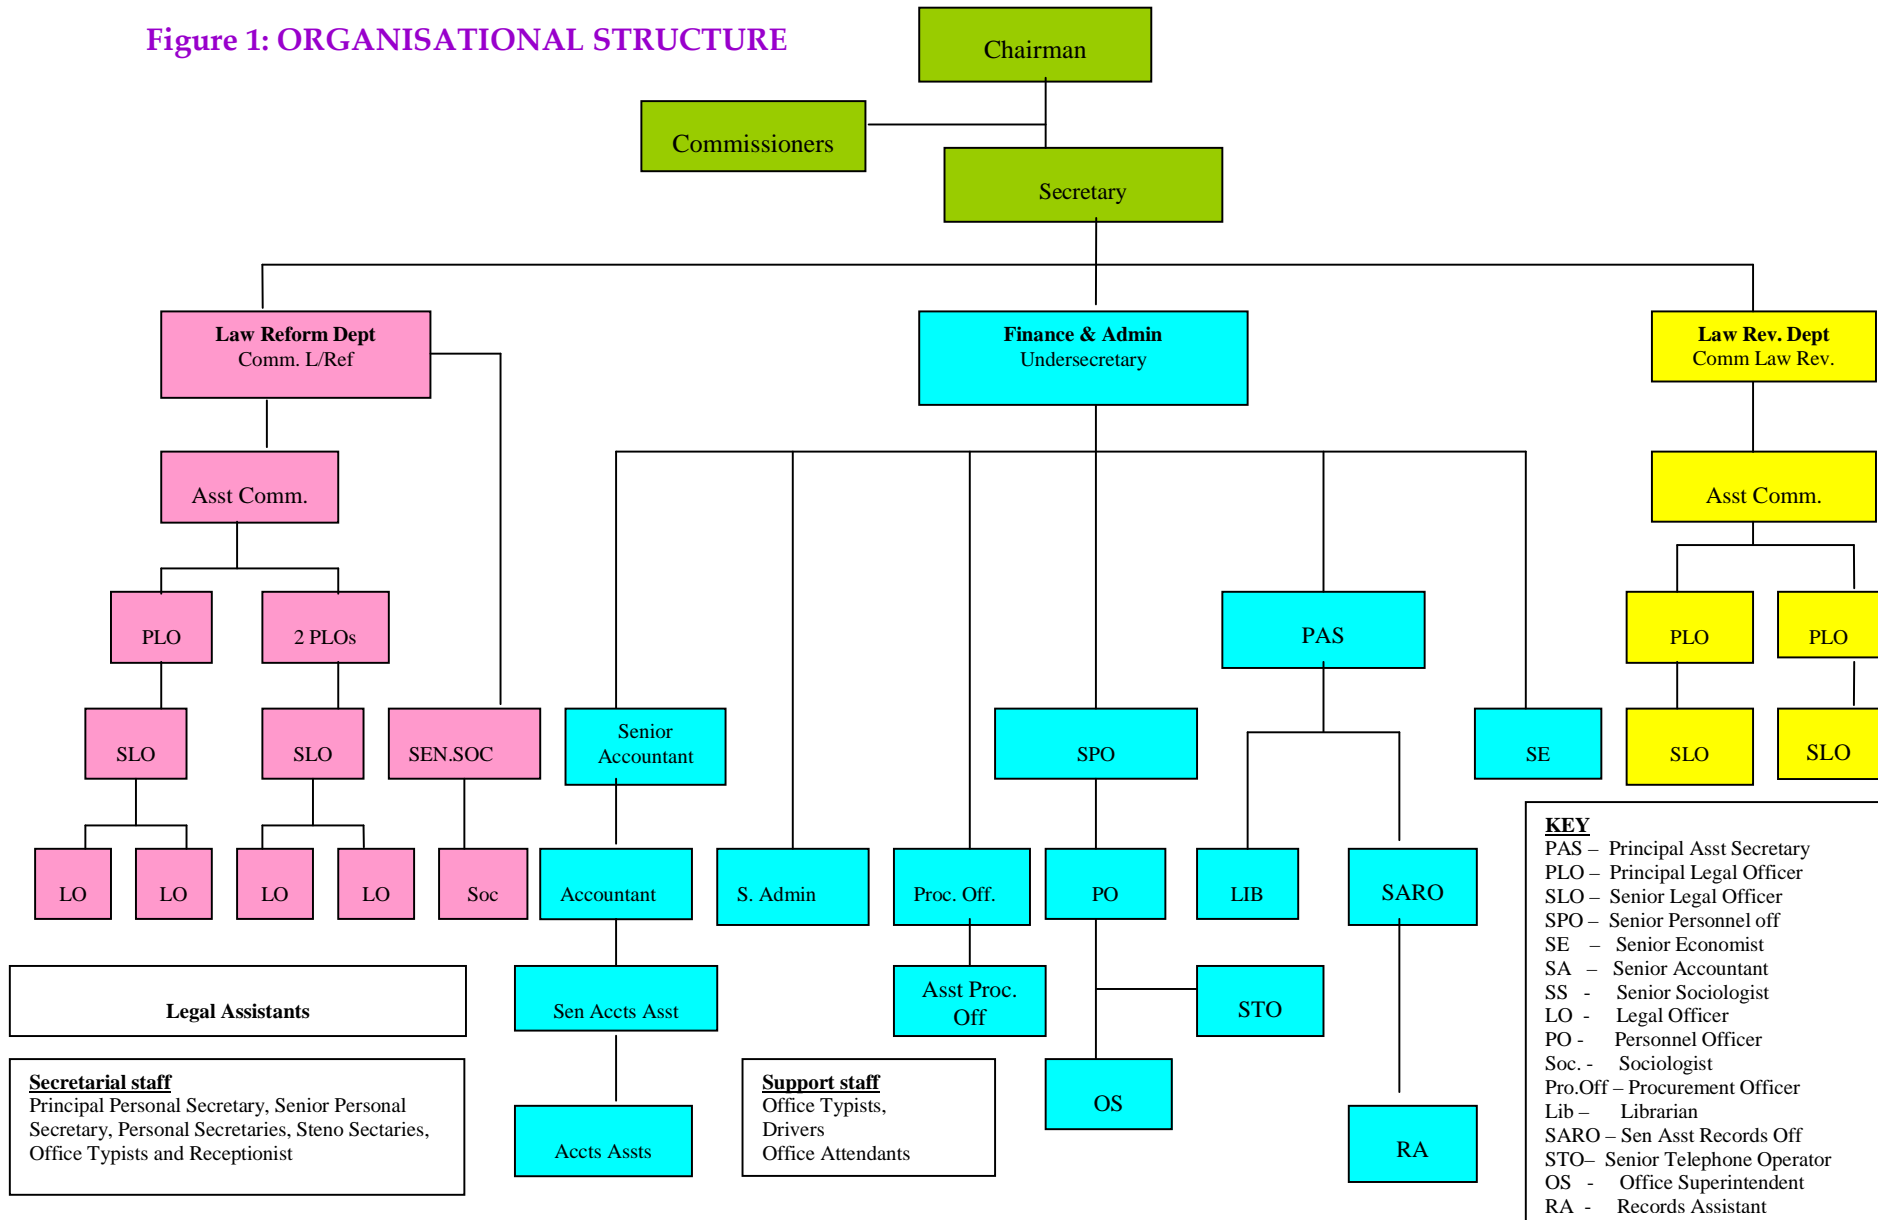 Figure 1: ORGANISATIONAL STRUCTURE
Chairman
Commissioners
Secretary
Law Reform Dept
Comm. L/Ref
Finance & Admin
Undersecretary
Law Rev. Dept
Comm Law Rev.
Asst Comm.
Asst Comm.
PLO
2 PLOs
PAS
PLO
PLO
SLO
SLO
SEN.SOC
Senior
Accountant
SPO
SE
SLO
SLO
LO
LO
LO
LO
Soc
Accountant
S. Admin
Proc. Off.
PO
LIB
SARO
Legal Assistants
Sen Accts Asst
Asst Proc.
Off
STO
Secretarial staff
Principal Personal Secretary, Senior Personal
Secretary, Personal Secretaries, Steno Sectaries,
Office Typists and Receptionist
Accts Assts
Support staff
Office Typists,
Drivers
Office Attendants
OS
RA
KEY
PAS – Principal Asst Secretary
PLO – Principal Legal Officer
SLO – Senior Legal Officer
SPO – Senior Personnel off
SE – Senior Economist
SA – Senior Accountant
SS - Senior Sociologist
LO - Legal Officer
PO - Personnel Officer
Soc. - Sociologist
Pro.Off – Procurement Officer
Lib – Librarian
SARO – Sen Asst Records Off
STO– Senior Telephone Operator
OS - Office Superintendent
RA - Records Assistant